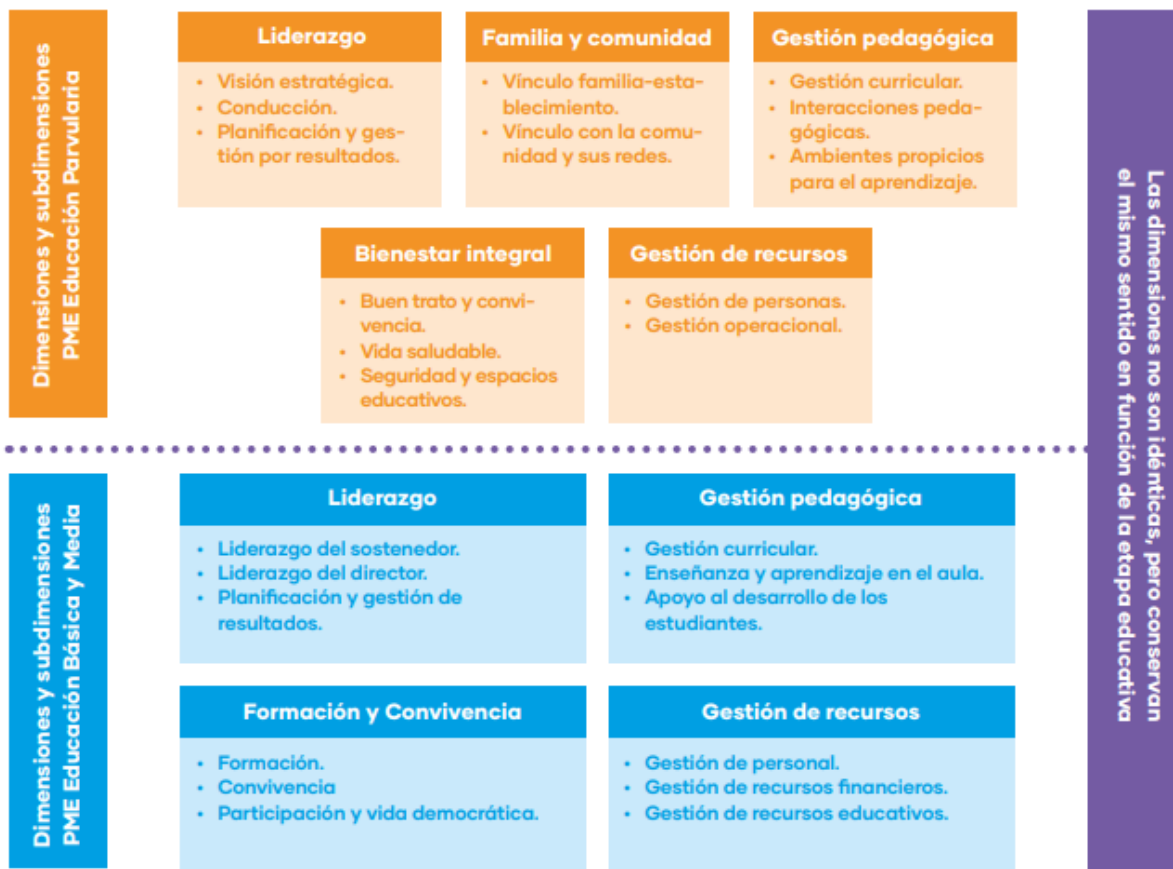 Dimensiones y subdimensiones
PME Educación Parvularia
Liderazgo
• Visión estratégica.
• Conducción.
• Planificación y ges-
tión por resultados.
Familia y comunidad
• Vínculo familia-esta-
blecimiento.
• Vínculo con la comu-
nidad y sus redes.
Gestión pedagógica
• Gestión curricular.
• Interacciones peda-
gógicas.
• Ambientes propicios
para el aprendizaje.
Bienestar integral
• Buen trato y convi-
vencia.
• Vida saludable.
• Seguridad y espacios
educativos.
Gestión de recursos
• Gestión de personas.
• Gestión operacional.
Dimensiones y subdimensiones
PME Educación Básica y Media
Liderazgo
• Liderazgo del sostenedor.
• Liderazgo del director.
• Planificación y gestión de
resultados.
Gestión pedagógica
• Gestión curricular.
• Enseñanza y aprendizaje en el aula.
• Apoyo al desarrollo de los
estudiantes.
Formación y Convivencia
• Formación.
• Convivencia
• Participación y vida democrática.
Gestión de recursos
• Gestión de personal.
• Gestión de recursos financieros.
• Gestión de recursos educativos.
Las dimensiones no son idénticas, pero conservan
el mismo sentido en función de la etapa educativa